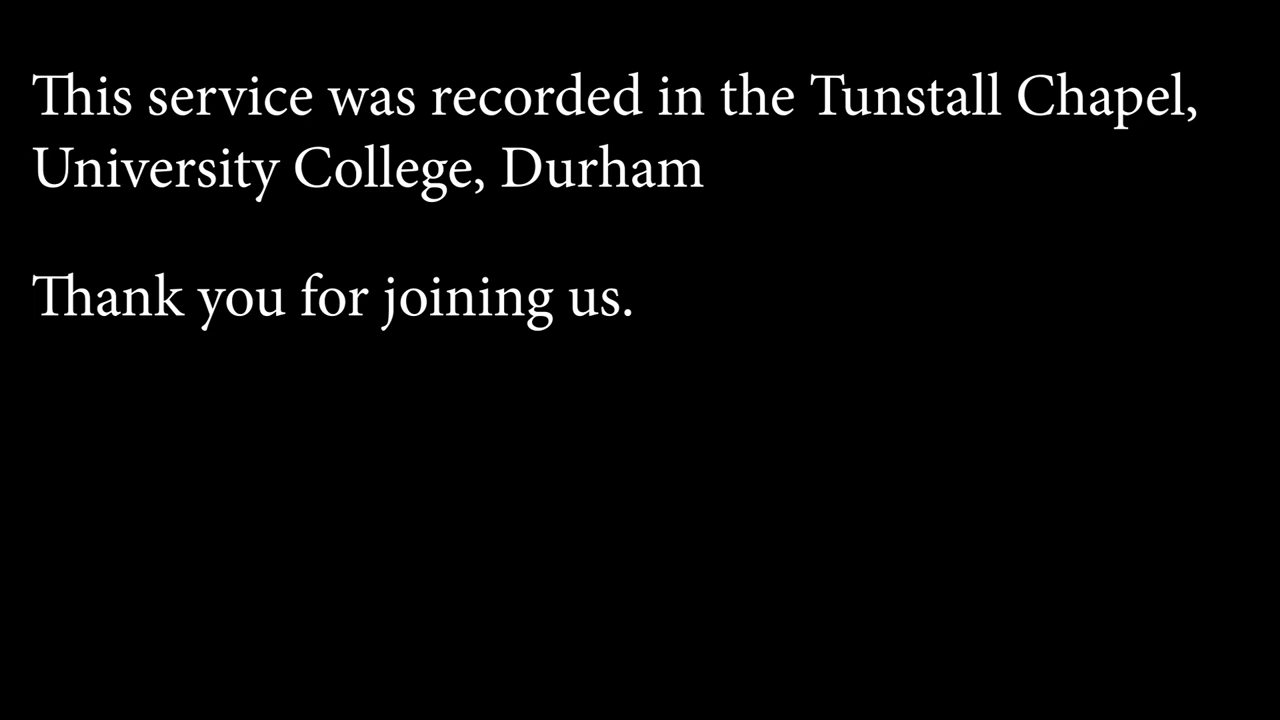 This service was recorded in the Tunstall Chapel,
University College, Durham
Thank you for joining us.